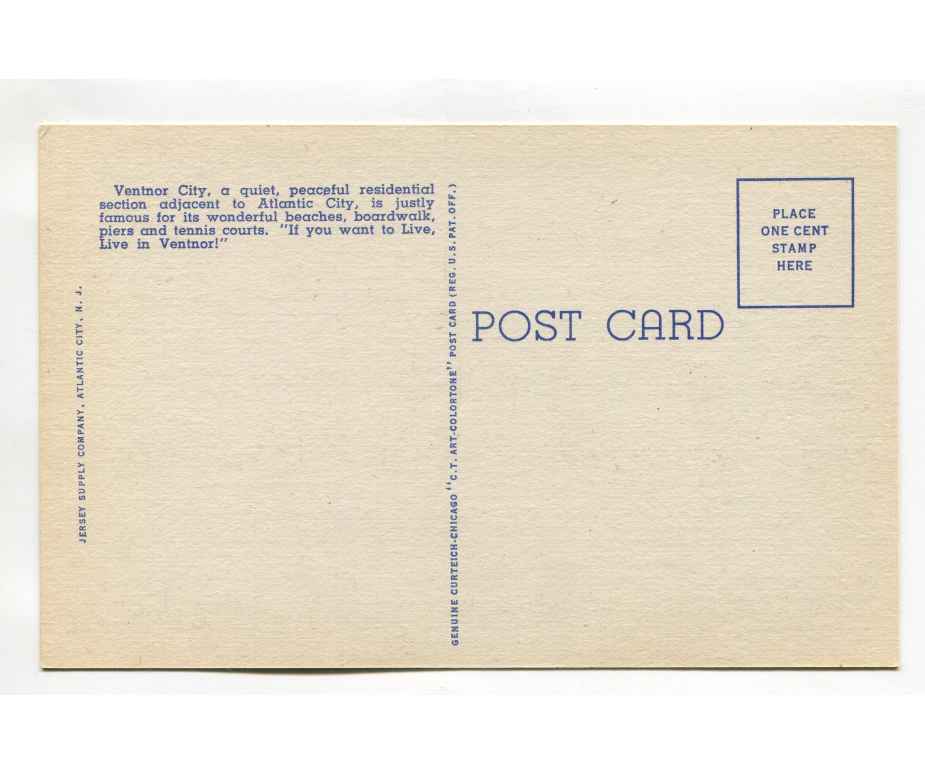 Ventnor City, a quiet, peaceful residential
section adjacent to Atlantic City, is justly
famous for its wonderful beaches, boardwalk,
piers and tennis courts. "If you want to Live,
Live in Ventnor!"
JERSEY SUPPLY COMPANY, ATLANTIC CITY, N. J.
GENUINE CURTEICH-CHICAGO "C.T. ART-COLORTONE" POST CARD (REG. U.S. PAT. OFF.)
POST CARD
PLACE
ONE CENT
STAMP
HERE